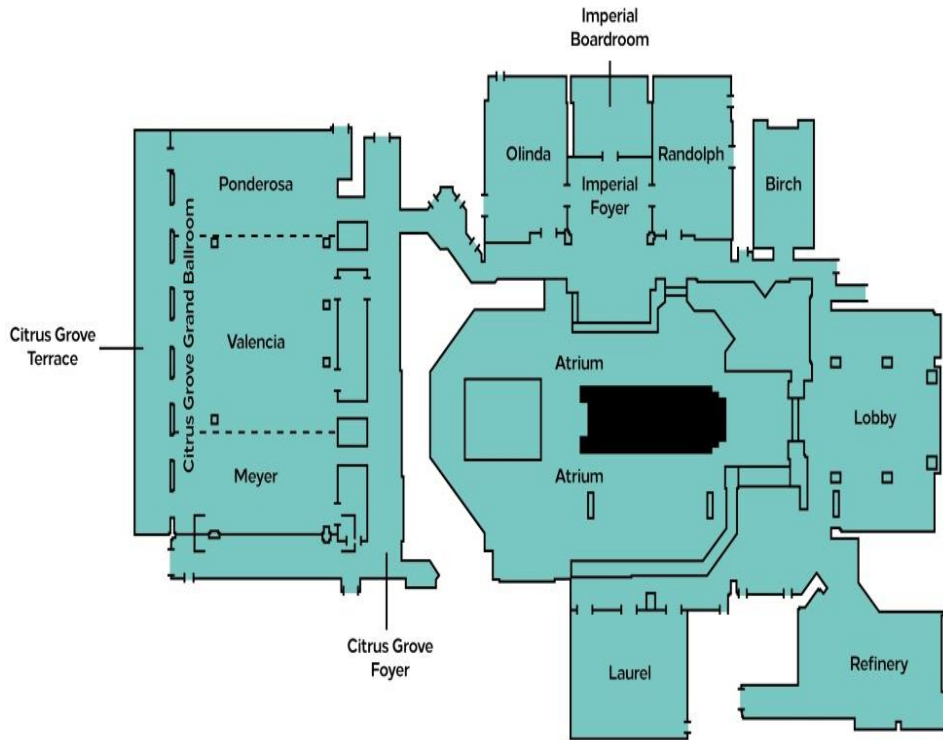 Imperial
Boardroom
Olinda
Randolph
Ponderosa
Imperial
Foyer
Birch
Citrus Grove Grand Ballroom
Citrus Grove
Terrace
Valencia
Atrium
Lobby
Meyer
Atrium
Citrus Grove
Foyer
Laurel
Refinery